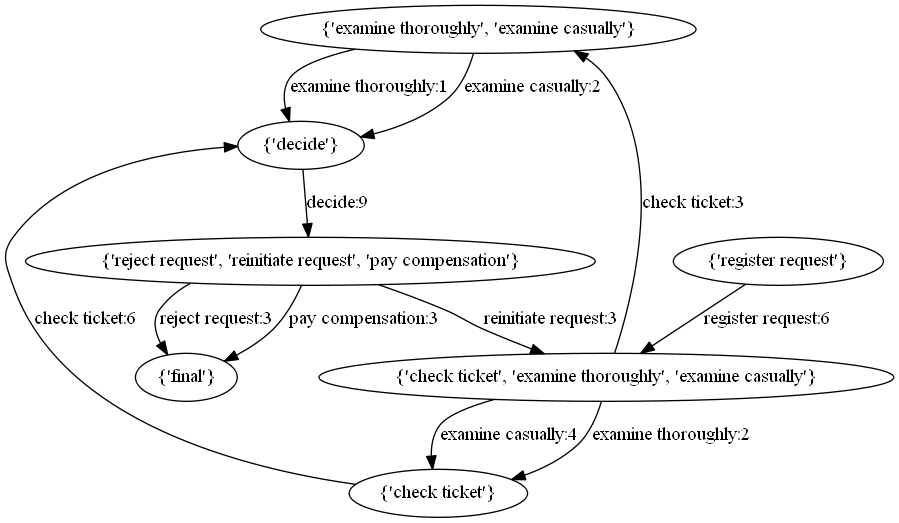 {'examine thoroughly', 'examine casually'}
examine thoroughly:1
examine casually:2
{'decide'}
decide:9
check ticket:3
{'reject request', 'reinitiate request', 'pay compensation'}
{'register request'}
check ticket:6
reject request:3
pay compensation:3
reinitiate request:3
register request:6
{'final'}
{'check ticket', 'examine thoroughly', 'examine casually'}
examine casually:4
examine thoroughly:2
{'check ticket'}